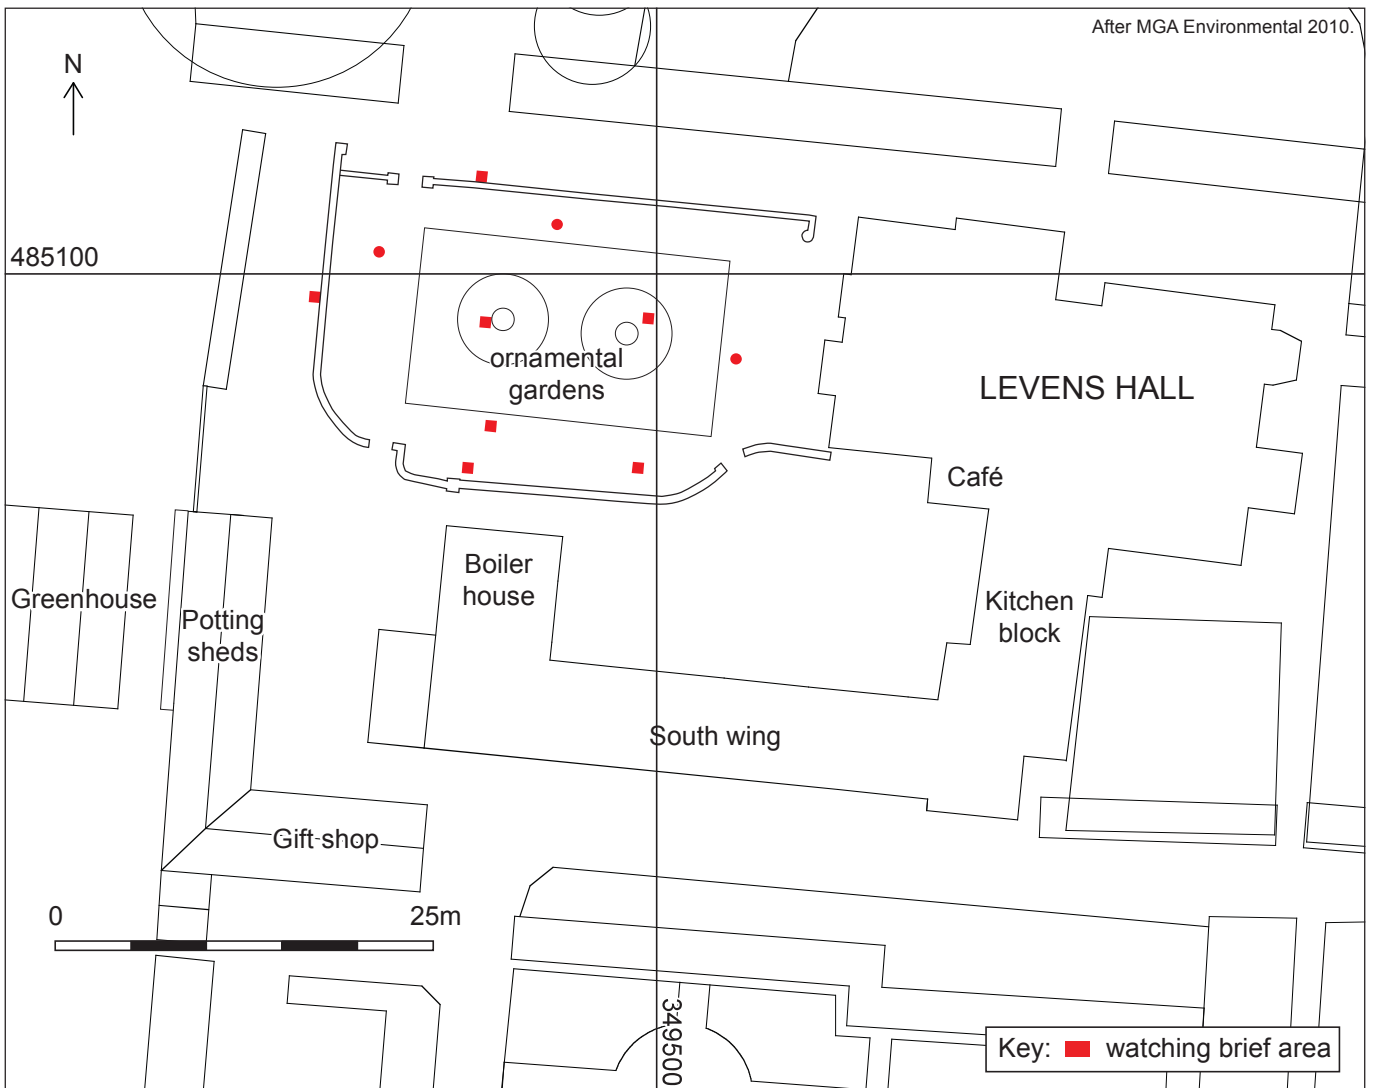 After MGA Environmental 2010.
N
485100
ornamental
gardens
LEVENS HALL
Café
Boiler
house
Greenhouse
Potting
sheds
Kitchen
block
South wing
Gift shop
0 25m
349500
Key: watching brief area